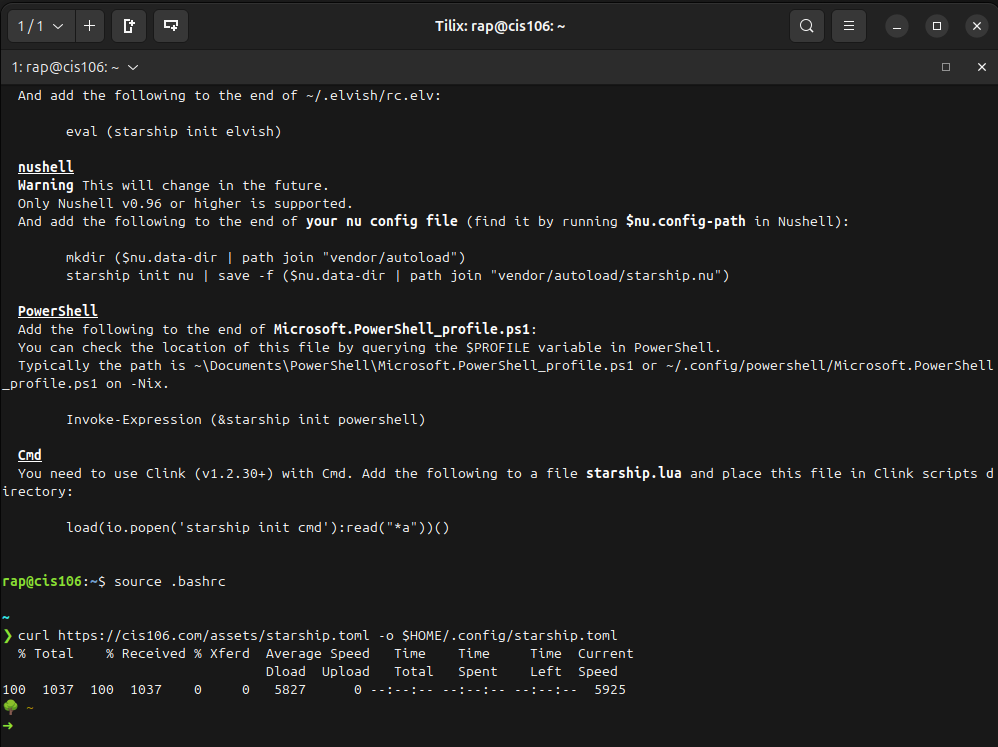 1 / 1
Tilix: rap@cis106: ~
1: rap@cis106: ~
And add the following to the end of ~/.elvish/rc.elv:
eval (starship init elvish)
nushell
Warning This will change in the future.
Only Nushell v0.96 or higher is supported.
And add the following to the end of your nu config file (find it by running $nu.config-path in Nushell):
mkdir ($nu.data-dir | path join "vendor/autoload")
starship init nu | save -f ($nu.data-dir | path join "vendor/autoload/starship.nu")
PowerShell
Add the following to the end of Microsoft.PowerShell_profile.ps1:
You can check the location of this file by querying the $PROFILE variable in PowerShell.
Typically the path is ~\Documents\PowerShell\Microsoft.PowerShell_profile.ps1 or ~/.config/powershell/Microsoft.PowerShell
_profile.ps1 on -Nix.
Invoke-Expression (&starship init powershell)
Cmd
You need to use Clink (v1.2.30+) with Cmd. Add the following to a file starship.lua and place this file in Clink scripts d
irectory:
load(io.popen('starship init cmd'):read("*a"))()
rap@cis106:~$ source .bashrc
~
❯ curl https://cis106.com/assets/starship.toml -o $HOME/.config/starship.toml
% Total % Received % Xferd Average Speed Time Time Time Current
Dload Upload Total Spent Left Speed
100 1037 100 1037 0 0 5827 0 --:--:-- --:--:-- --:--:-- 5925
🌳 ~
➜